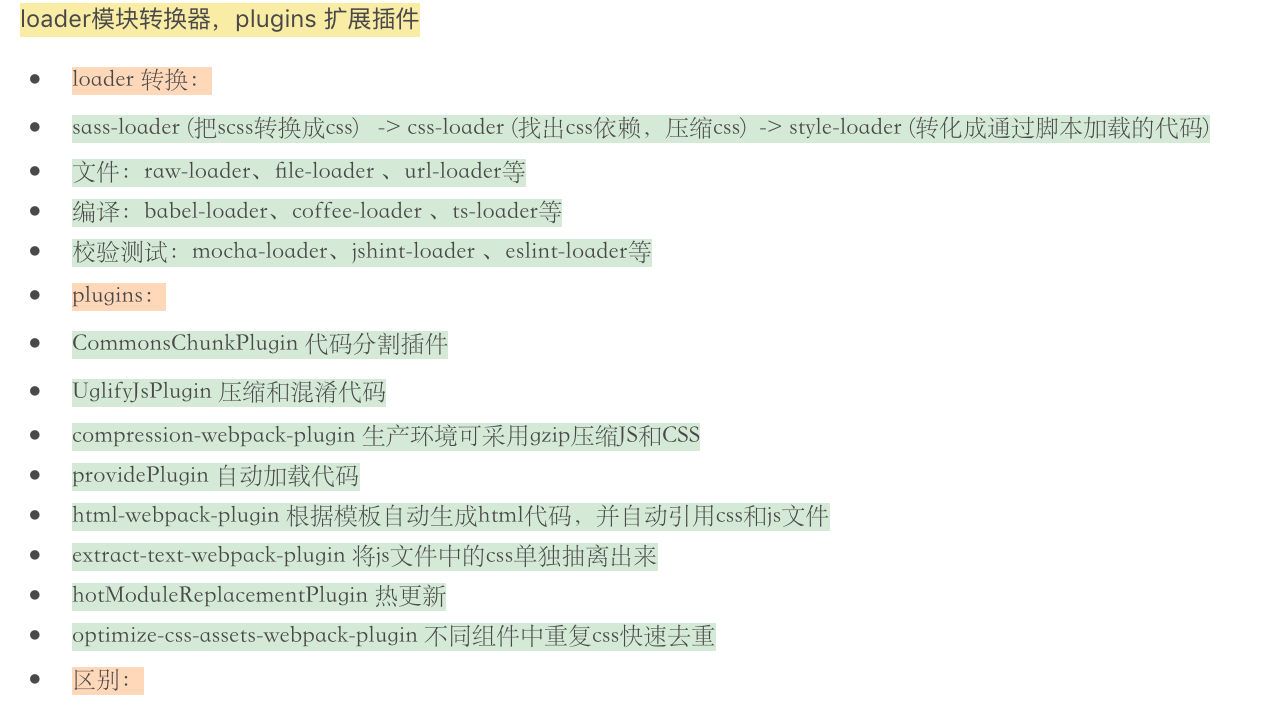 loader模块转换器，plugins 扩展插件
● loader 转换：
● sass-loader (把scss转换成css） -> css-loader (找出css依赖，压缩css）-> style-loader (转化成通过脚本加载的代码)
● 文件：raw-loader、file-loader 、url-loader等
● 编译：babel-loader、coffee-loader 、ts-loader等
● 校验测试：mocha-loader、jshint-loader 、eslint-loader等
● plugins：
● CommonsChunkPlugin 代码分割插件
● UglifyJsPlugin 压缩和混淆代码
● compression-webpack-plugin 生产环境可采用gzip压缩JS和CSS
● providePlugin 自动加载代码
● html-webpack-plugin 根据模板自动生成html代码，并自动引用css和js文件
● extract-text-webpack-plugin 将js文件中的css单独抽离出来
● hotModuleReplacementPlugin 热更新
● optimize-css-assets-webpack-plugin 不同组件中重复css快速去重
● 区别：